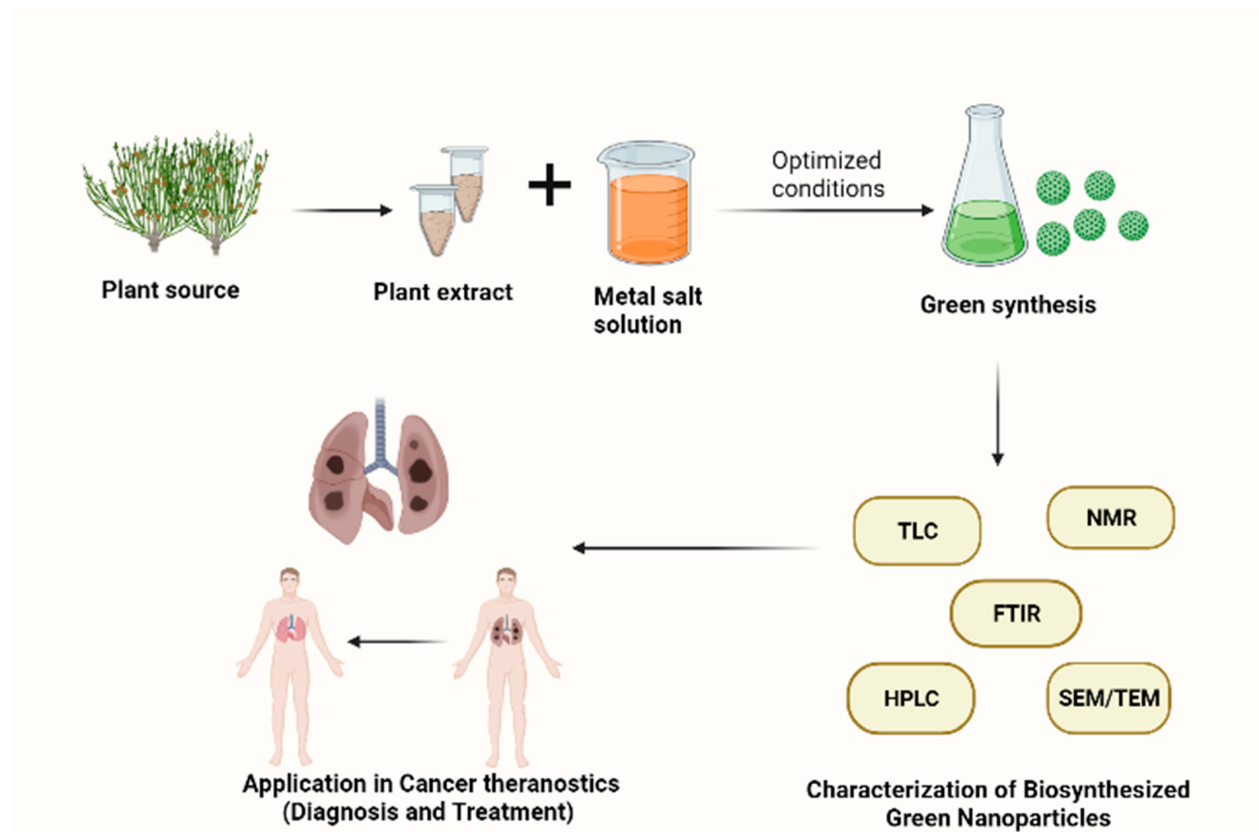 Optimized
conditions
Plant source
Plant extract
Metal salt
solution
Green synthesis
TLC
NMR
FTIR
HPLC
SEM/TEM
Application in Cancer theranostics
(Diagnosis and Treatment)
Characterization of Biosynthesized
Green Nanoparticles